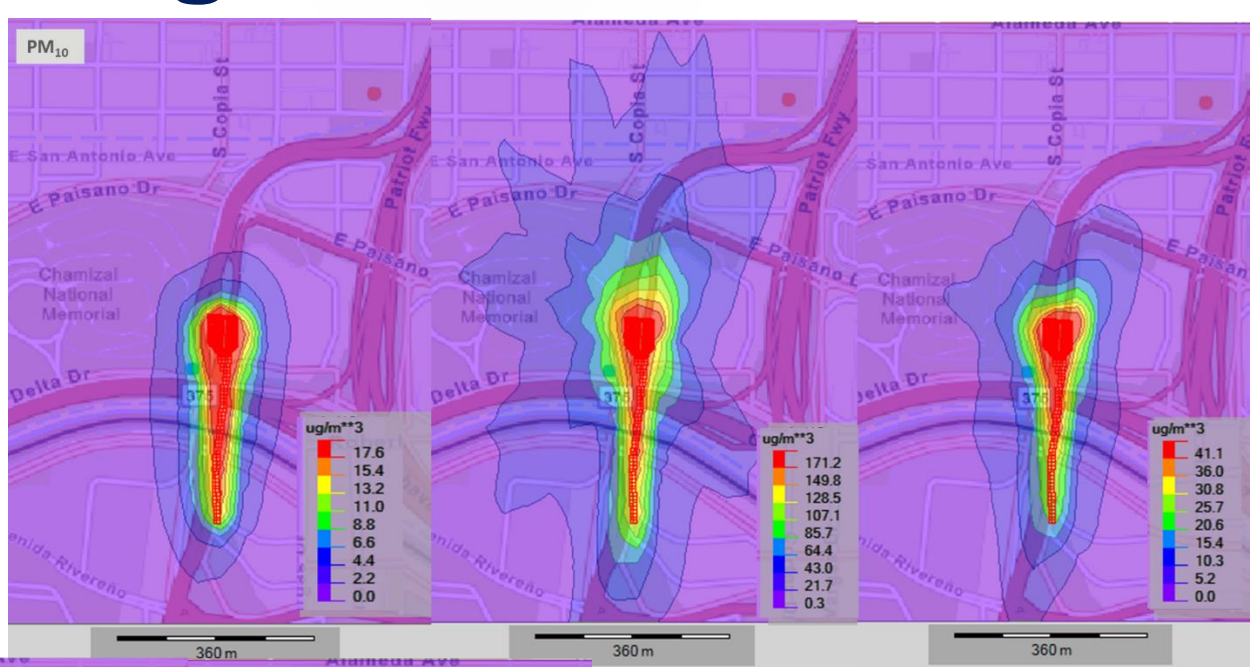 PM10
S Copia St
E San Antonio Ave
E Paisano Dr
Patriot Fwy
E Paisano
Chamizal
National
Memorial
Delta Dr
375
ug/m**3
17.6
15.4
13.2
11.0
8.8
6.6
4.4
2.2
0.0
360 m
Alameda Ave
S Copia St
E San Antonio Ave
E Paisano Dr
Patriot Fwy
E Paisano
Chamizal
National
Memorial
Delta Dr
375
ug/m**3
171.2
149.8
128.5
107.1
85.7
64.4
43.0
21.7
0.3
360 m
Alameda Ave
S Copia St
E San Antonio Ave
E Paisano Dr
E Paisano
Chamizal
National
Memorial
Delta Dr
375
ug/m**3
41.1
36.0
30.8
25.7
20.6
15.4
10.3
5.2
0.0
360 m
Alameda Ave